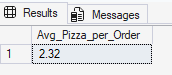 Results Messages
Avg_Pizza_per_Order
1 2.32